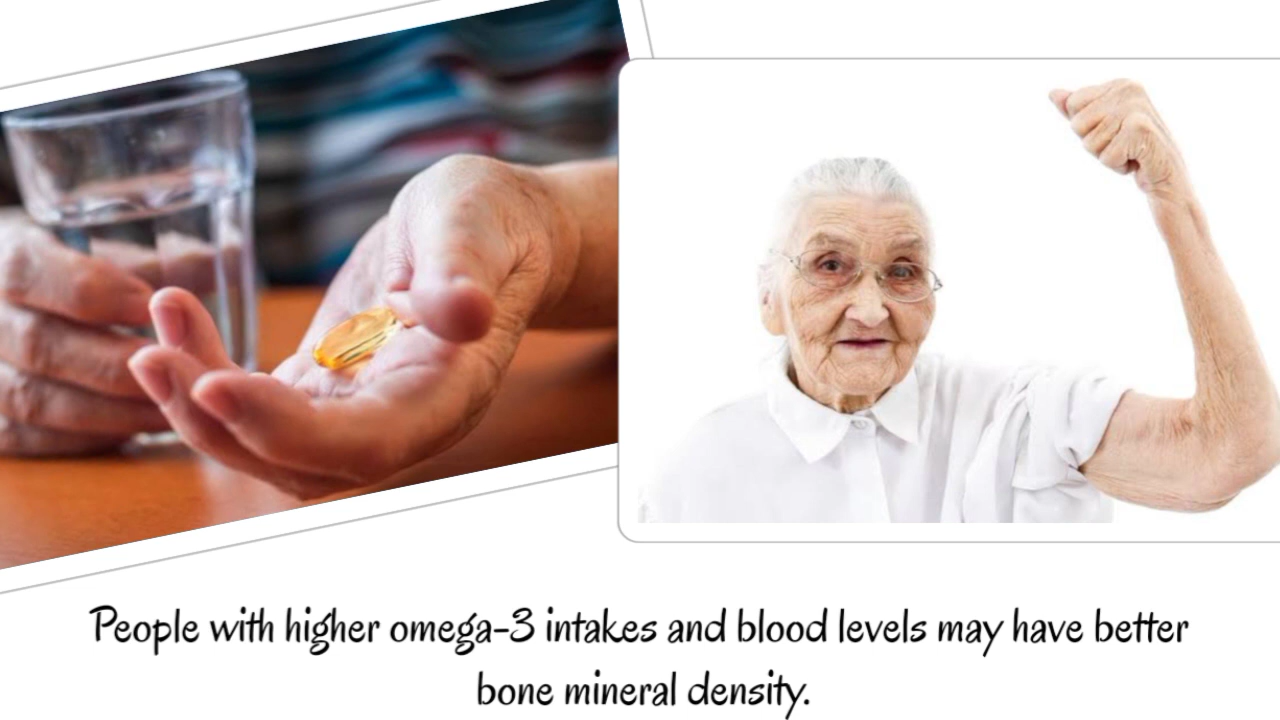 People with higher omega-3 intakes and blood levels may have better
bone mineral density.